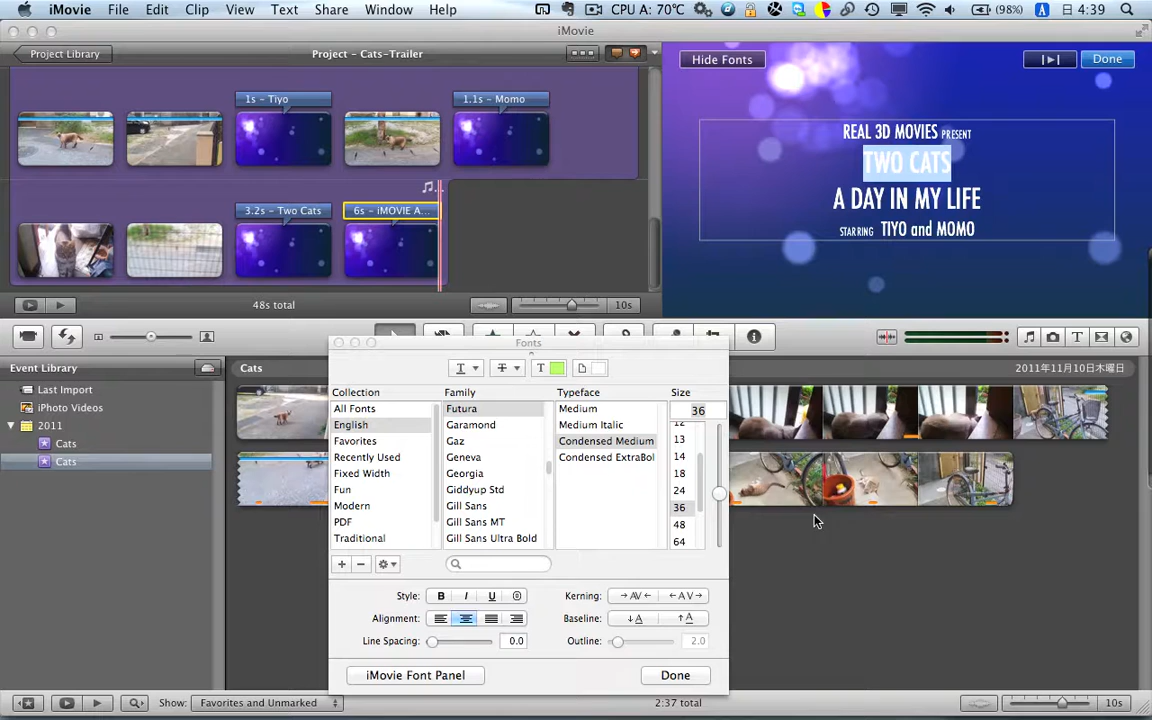 iMovie File Edit Clip View Text Share Window Help CPU A: 70℃ (98%) A 日 4:39
iMovie
Project Library
Project - Cats-Trailer
1s - Tiyo
1.1s - Momo
3.2s - Two Cats
6s - iMOVIE A...
48s total
10s
Hide Fonts
Done
REAL 3D MOVIES PRESENT
TWO CATS
A DAY IN MY LIFE
STARRING TIYO and MOMO
Event Library
Last Import
iPhoto Videos
2011
Cats
Cats
Cats
2011年11月10日木曜日
Fonts
T T T
Collection
All Fonts
English
Favorites
Recently Used
Fixed Width
Fun
Modern
PDF
Traditional
Family
Futura
Garamond
Gaz
Geneva
Georgia
Giddyup Std
Gill Sans
Gill Sans MT
Gill Sans Ultra Bold
Typeface
Medium
Medium Italic
Condensed Medium
Condensed ExtraBol
Size
36
12
13
14
18
24
36
48
64
Style: B I U
Kerning: AV AV
Alignment:
Baseline: A A
Line Spacing: 0.0
Outline: 2.0
iMovie Font Panel
Done
Show: Favorites and Unmarked
2:37 total
10s